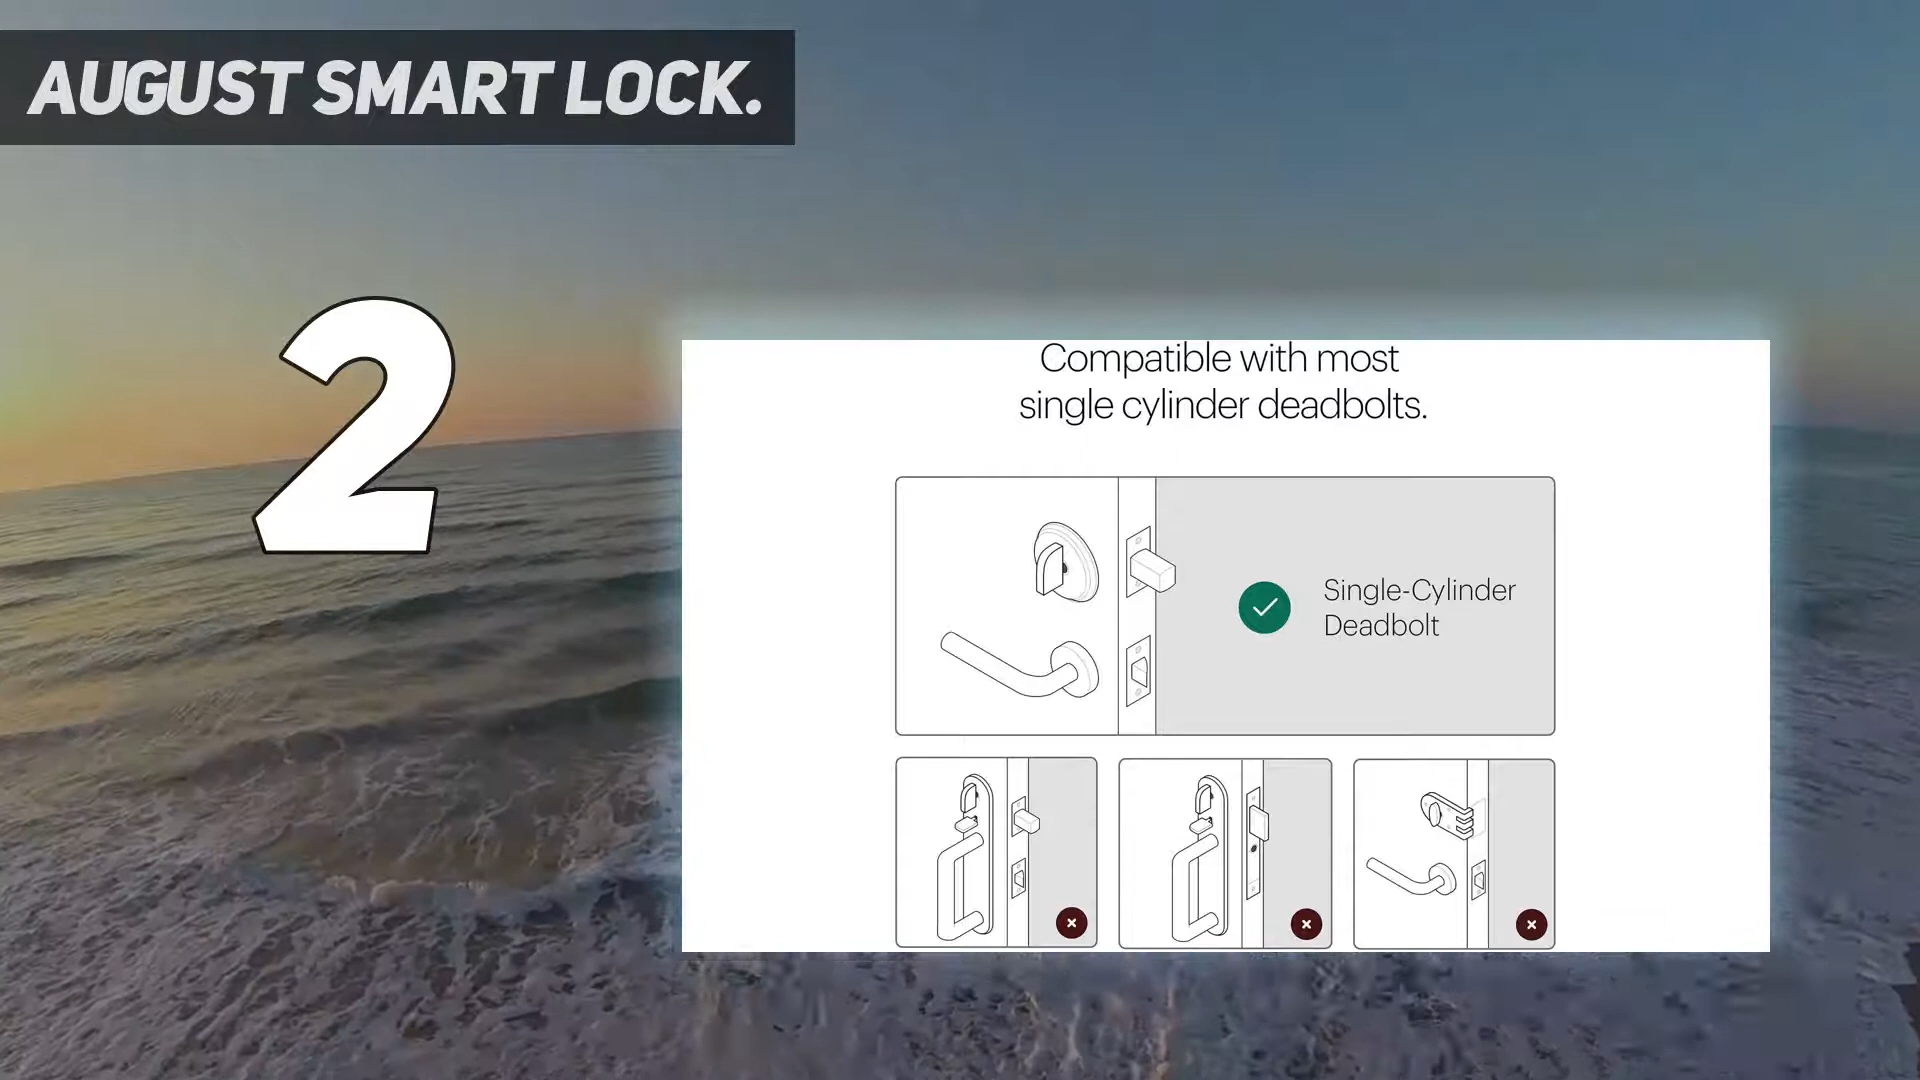 AUGUST SMART LOCK.
2
Compatible with most
single cylinder deadbolts.
Single-Cylinder
Deadbolt